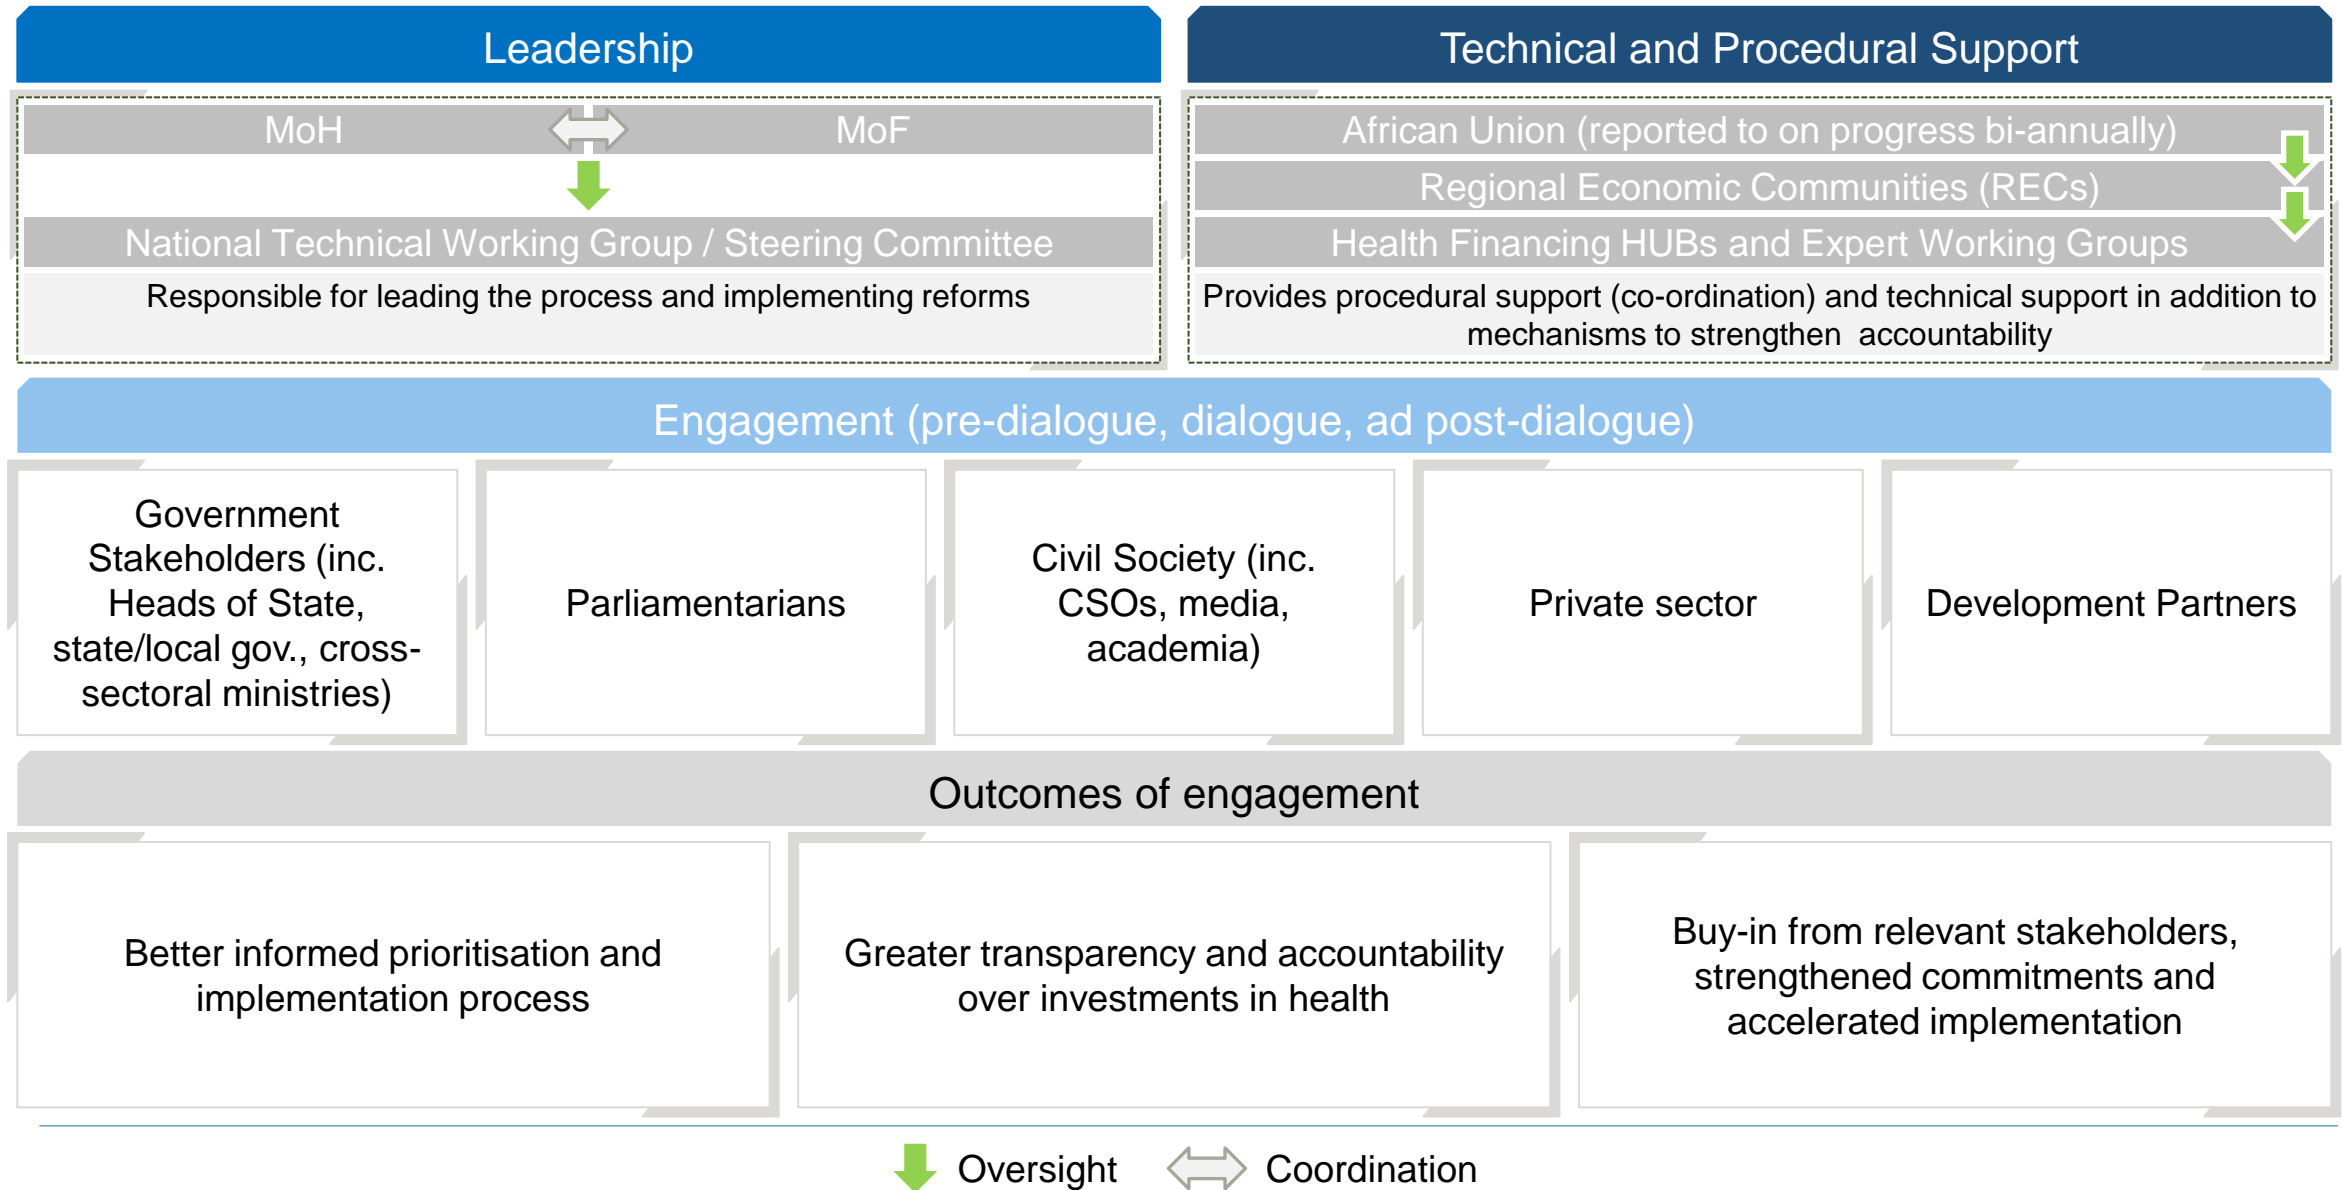 Leadership
Technical and Procedural Support
MoH
MoF
National Technical Working Group / Steering Committee
Responsible for leading the process and implementing reforms
African Union (reported to on progress bi-annually)
Regional Economic Communities (RECs)
Health Financing HUBs and Expert Working Groups
Provides procedural support (co-ordination) and technical support in addition to
mechanisms to strengthen  accountability
Engagement (pre-dialogue, dialogue, ad post-dialogue)
Government
Stakeholders (inc.
Heads of State,
state/local gov., cross-
sectoral ministries)
Parliamentarians
Civil Society (inc.
CSOs, media,
academia)
Private sector
Development Partners
Outcomes of engagement
Better informed prioritisation and
implementation process
Greater transparency and accountability
over investments in health
Buy-in from relevant stakeholders,
strengthened commitments and
accelerated implementation
Oversight
Coordination